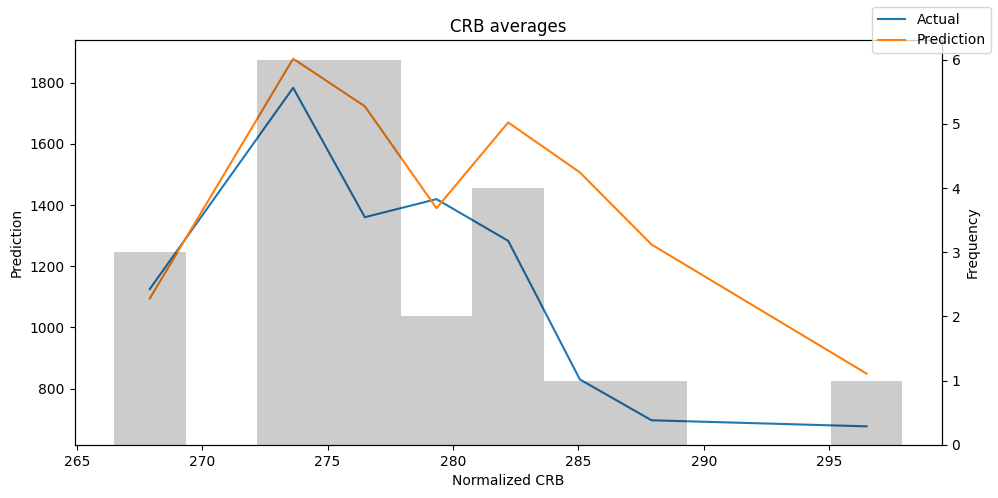 CRB averages
Actual
Prediction
Prediction
1800
1600
1400
1200
1000
800
6
5
4
3
2
1
0
Frequency
265 270 275 280 285 290 295
Normalized CRB